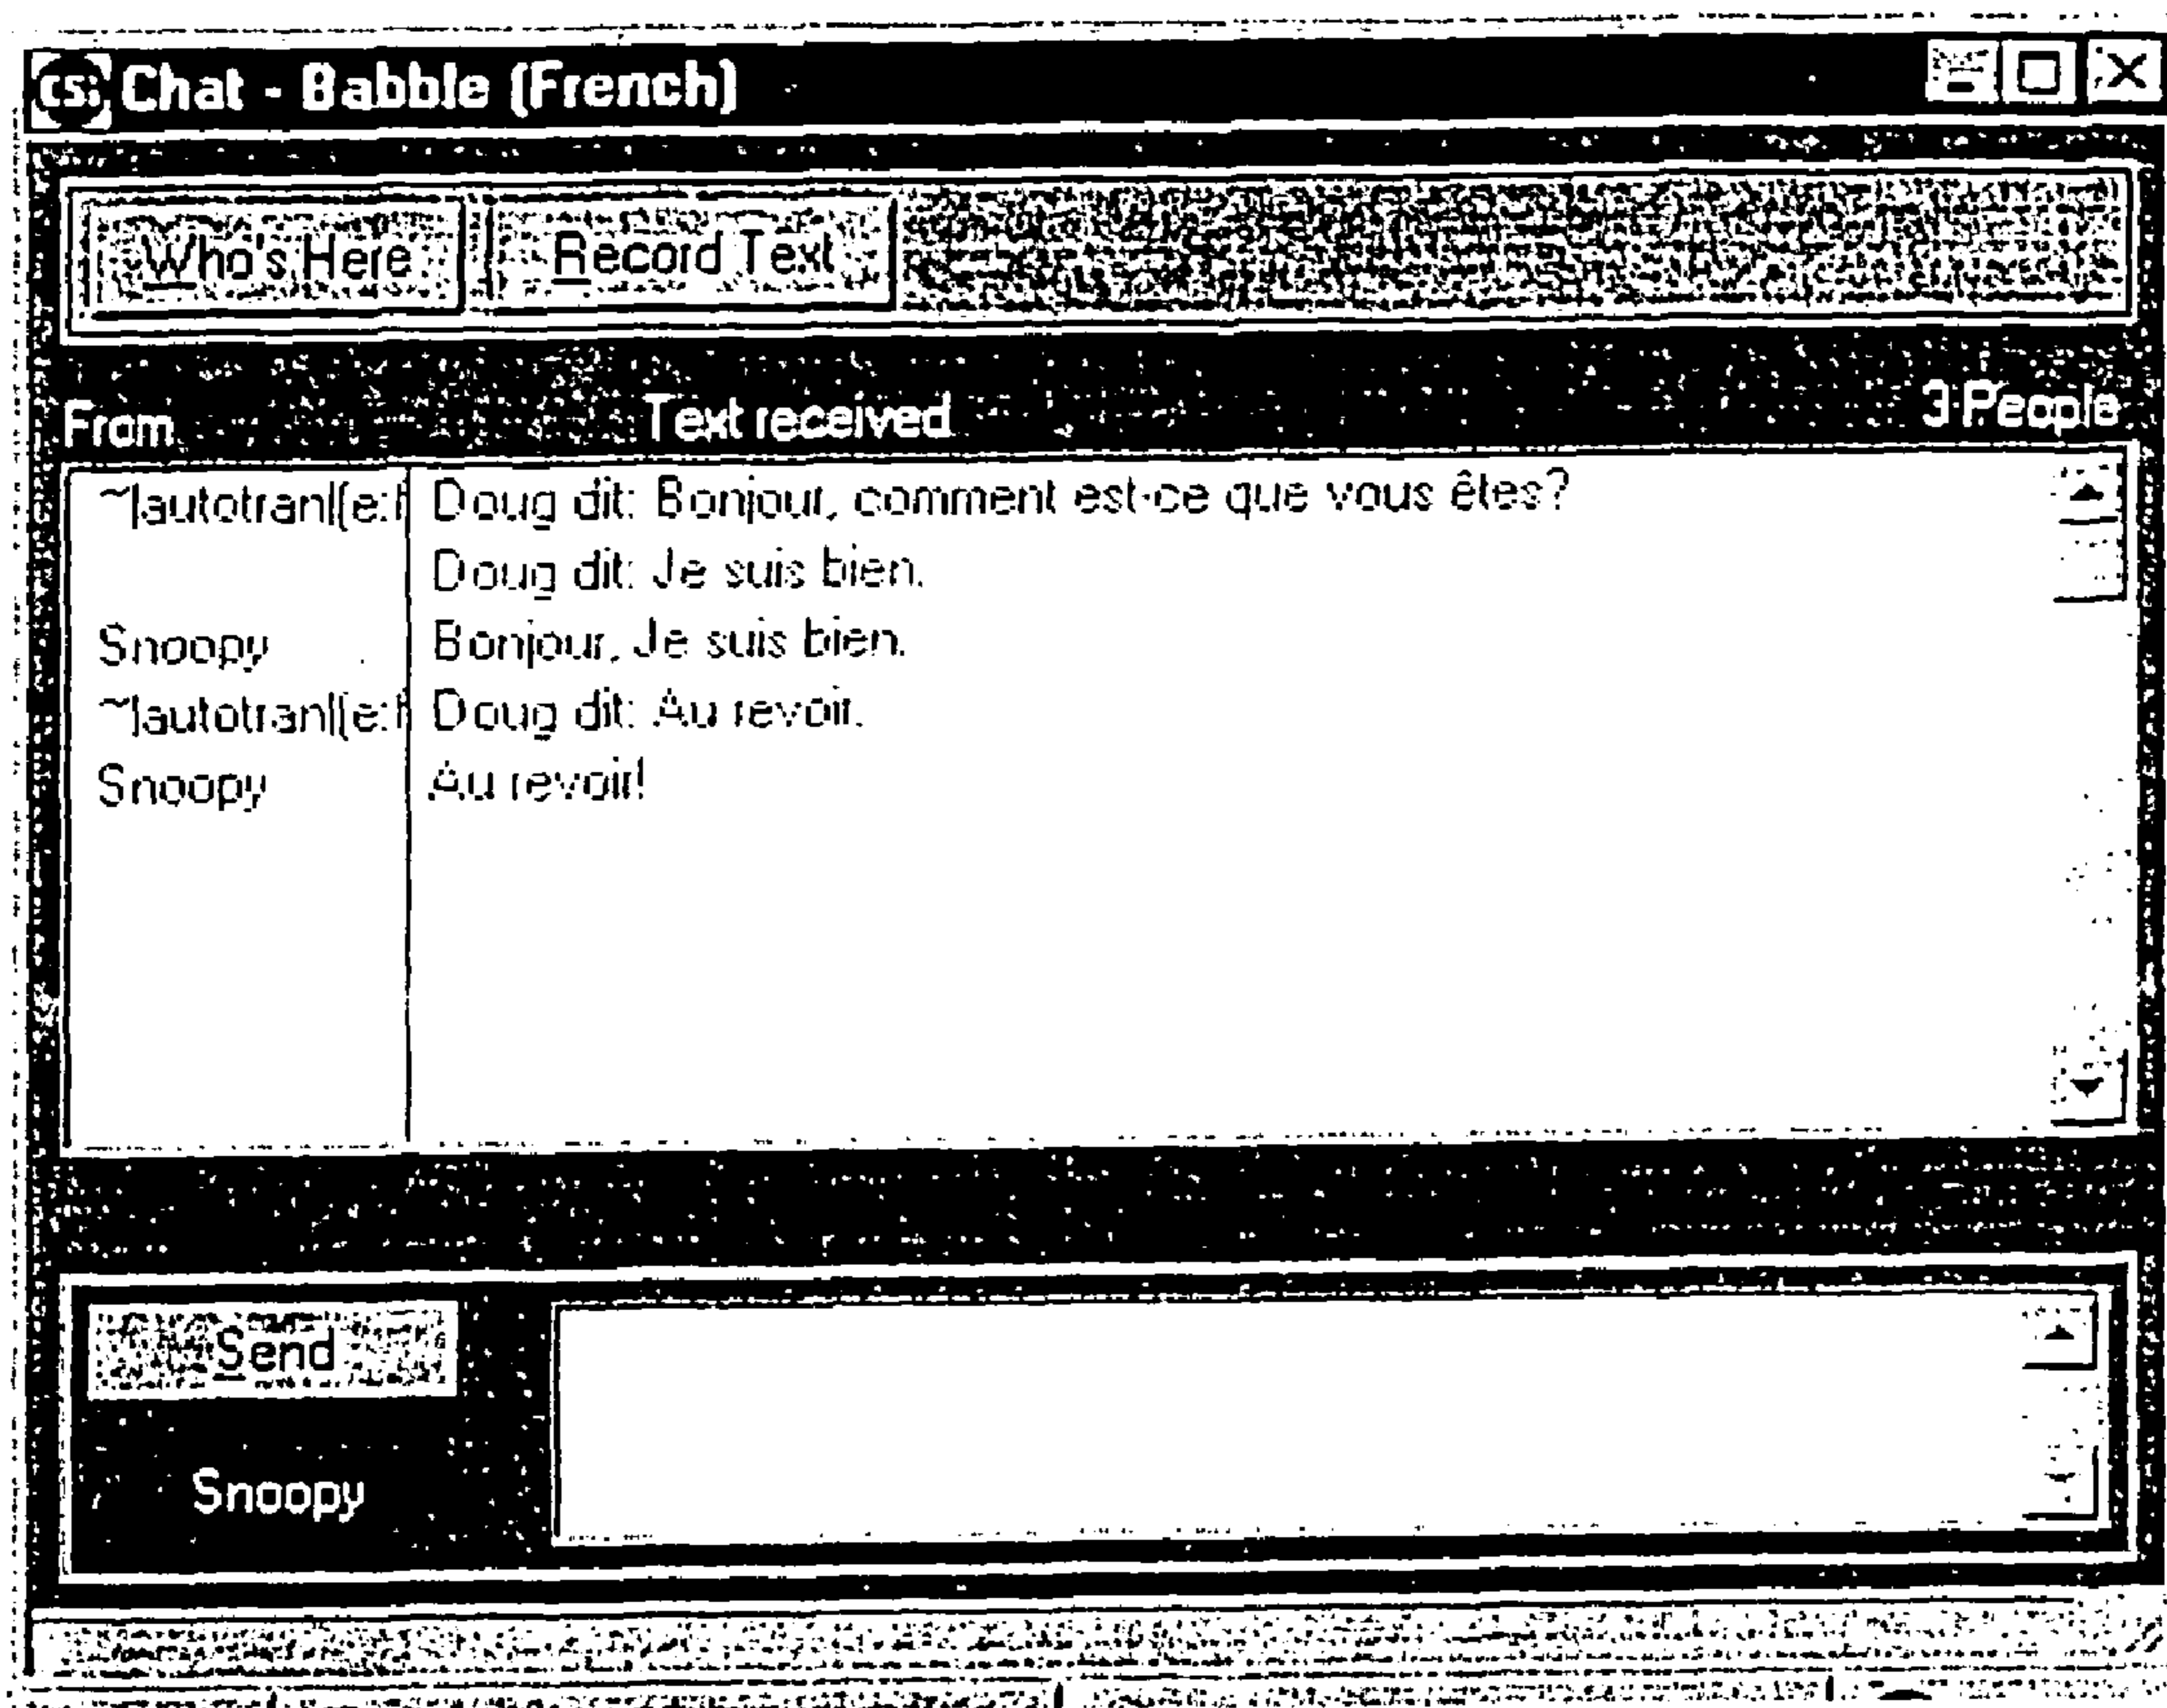 CSi Chat - Babble (French)
Who's Here Record Text
From Text received 3 People
~|autotran|(e:f Doug dit: Bonjour, comment est-ce que vous êtes?
Doug dit: Je suis bien.
Snoopy Bonjour, Je suis bien.
~|autotran|(e:f Doug dit: Au revoir.
Snoopy Au revoir!
Send
Snoopy